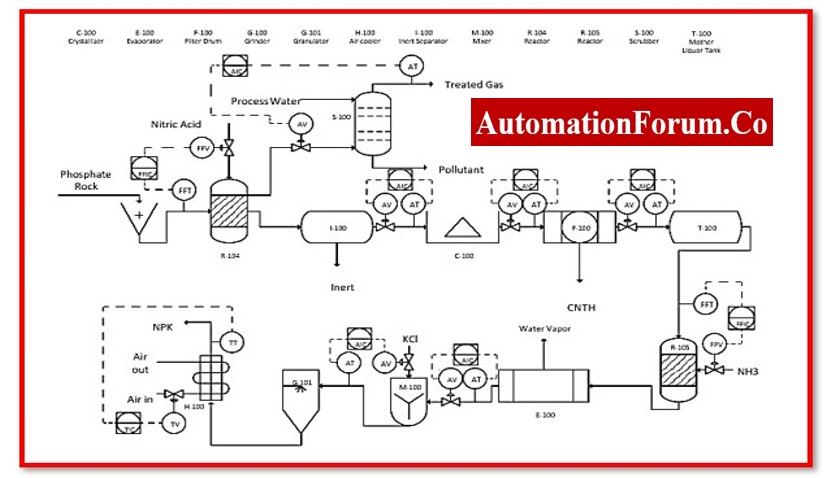 C-100 E-100 F-100 G-100 G-101 H-100 I-100 M-100 R-104 R-105 S-100 T-100
Crystallizer Evaporator Filter Drum Grinder Granulator Air cooler Inert Separator Mixer Reactor Reactor Scrubber Mother
Liquor Tank
AIC
AT
Treated Gas
Process Water
AV
S-100
AutomationForum.Co
Nitric Acid
FFV
Pollutant
Phosphate
Rock
FFIC
FFT
AIC
AIC
AIC
AV
AT
AV
AT
AV
AT
R-104
I-100
C-100
F-100
T-100
Inert
CNTH
NPK
TT
Air
out
Air in
H-100
TIC
TV
G-101
AIC
KCl
AT
AV
M-100
AIC
AV
AT
Water Vapor
E-100
FFT
FFIC
FFV
R-105
NH3